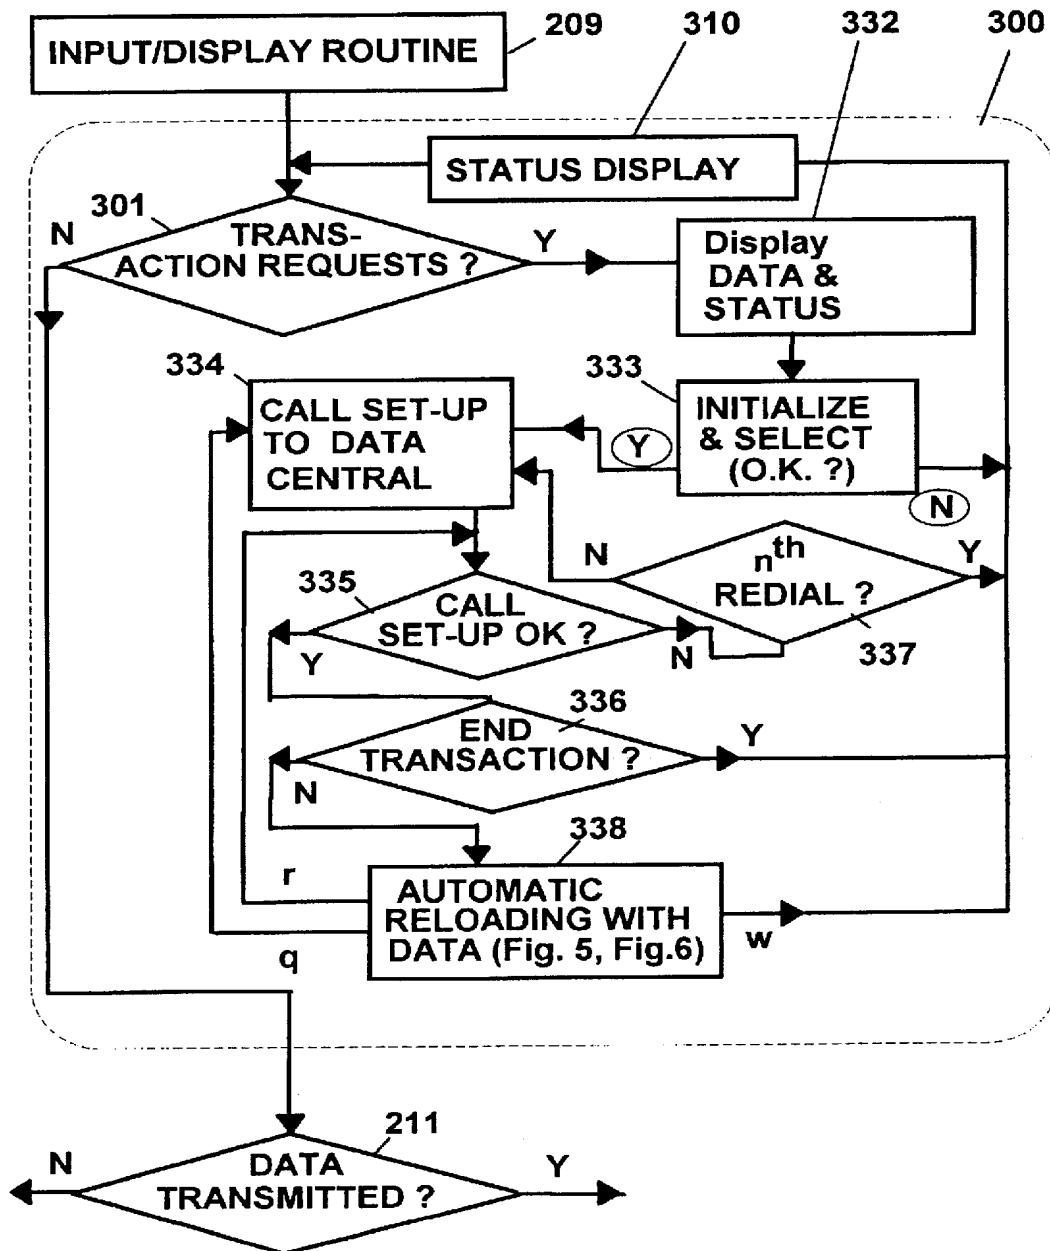 209
310
332
300
INPUT/DISPLAY ROUTINE
STATUS DISPLAY
301
N
TRANS-
ACTION REQUESTS ?
Y
Display
DATA &
STATUS
334
CALL SET-UP
TO DATA
CENTRAL
333
INITIALIZE
& SELECT
(O.K. ?)
Y
N
N
nth
REDIAL ?
Y
337
335
CALL
SET-UP OK ?
Y
N
336
END
TRANSACTION ?
Y
N
338
AUTOMATIC
RELOADING WITH
DATA (Fig. 5, Fig.6)
r
q
w
211
N
DATA
TRANSMITTED ?
Y